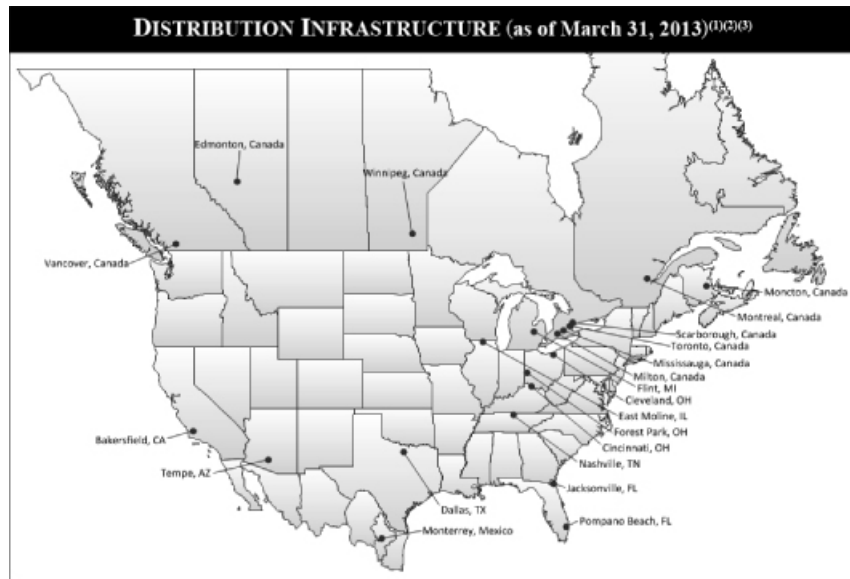 DISTRIBUTION INFRASTRUCTURE (as of March 31, 2013)(1)(2)(3)
Edmonton, Canada
Winnipeg, Canada
Vancover, Canada
Moncton, Canada
Montreal, Canada
Scarborough, Canada
Toronto, Canada
Mississauga, Canada
Milton, Canada
Flint, MI
Cleveland, OH
East Moline, IL
Forest Park, OH
Bakersfield, CA
Cincinnati, OH
Nashville, TN
Tempe, AZ
Jacksonville, FL
Dallas, TX
Pompano Beach, FL
Monterrey, Mexico